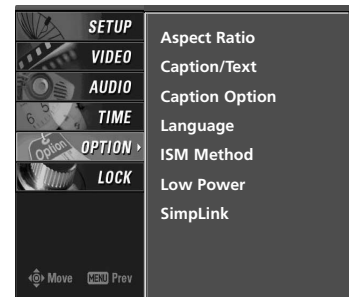 SETUP
VIDEO
AUDIO
TIME
OPTION
LOCK
Move MENU Prev
Aspect Ratio
Caption/Text
Caption Option
Language
ISM Method
Low Power
SimpLink